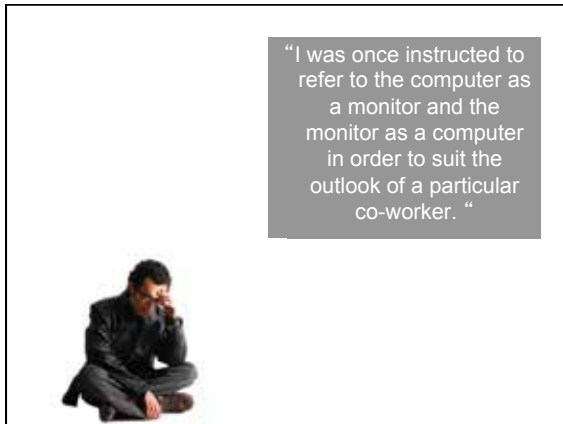 “I was once instructed to
refer to the computer as
a monitor and the
monitor as a computer
in order to suit the
outlook of a particular
co-worker. “